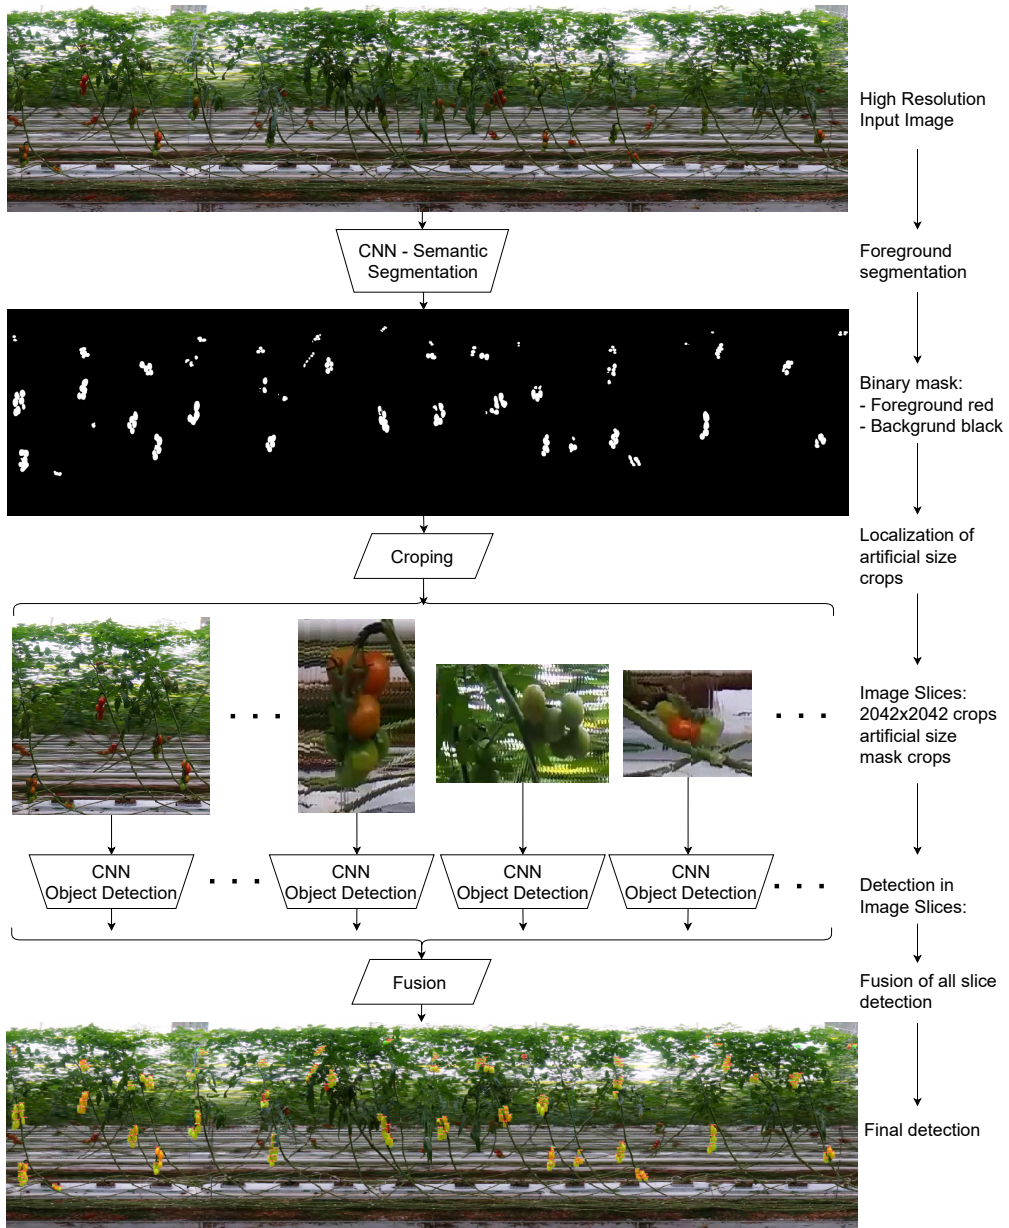 High Resolution
Input Image
CNN - Semantic
Segmentation
Foreground
segmentation
Binary mask:
- Foreground red
- Backgrund black
Croping
Localization of
artificial size
crops
Image Slices:
2042x2042 crops
artificial size
mask crops
CNN
Object Detection
CNN
Object Detection
CNN
Object Detection
CNN
Object Detection
Detection in
Image Slices:
Fusion
Fusion of all slice
detection
Final detection